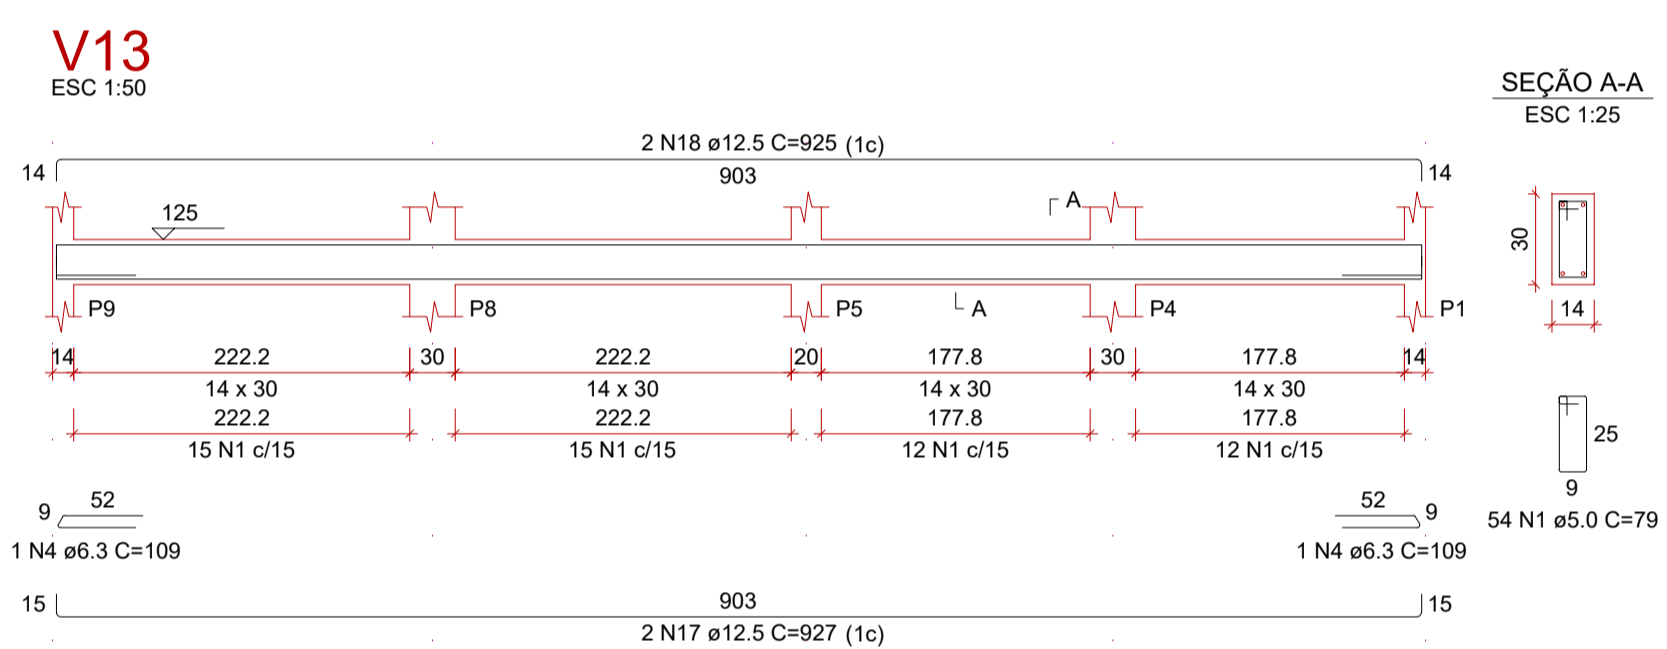 V13
ESC 1:50
SEÇÃO A-A
ESC 1:25
2 N18 ø12.5 C=925 (1c)
14 903 14
125 A
30
P9 P8 P5 A P4 P1 14
14 222.2 30 222.2 20 177.8 30 177.8 14
14 x 30 14 x 30 14 x 30 14 x 30
222.2 222.2 177.8 177.8
15 N1 c/15 15 N1 c/15 12 N1 c/15 12 N1 c/15
25
9
54 N1 ø5.0 C=79
9 52 52 9
1 N4 ø6.3 C=109 1 N4 ø6.3 C=109
15 903 15
2 N17 ø12.5 C=927 (1c)